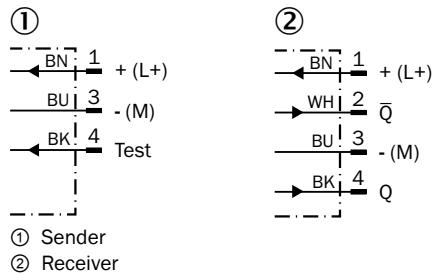 ① ②
BN 1 + (L+)
BU 3 - (M)
BK 4 Test
BN 1 + (L+)
WH 2 Q̅
BU 3 - (M)
BK 4 Q
① Sender
② Receiver